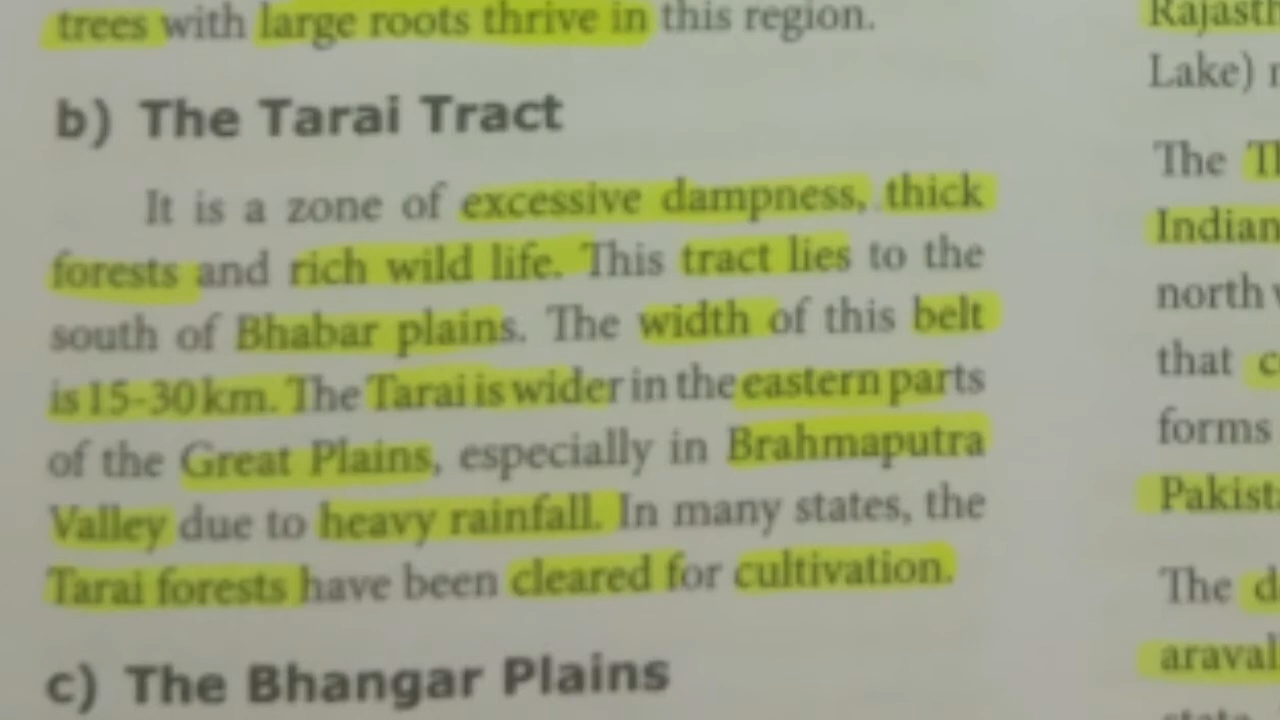 trees with large roots thrive in this region.
b) The Tarai Tract
It is a zone of excessive dampness, thick
forests and rich wild life. This tract lies to the
south of Bhabar plains. The width of this belt
is 15-30 km. The Tarai is wider in the eastern parts
of the Great Plains, especially in Brahmaputra
Valley due to heavy rainfall. In many states, the
Tarai forests have been cleared for cultivation.
c) The Bhangar Plains
Lake)
The
Indian
north
that
forms
The